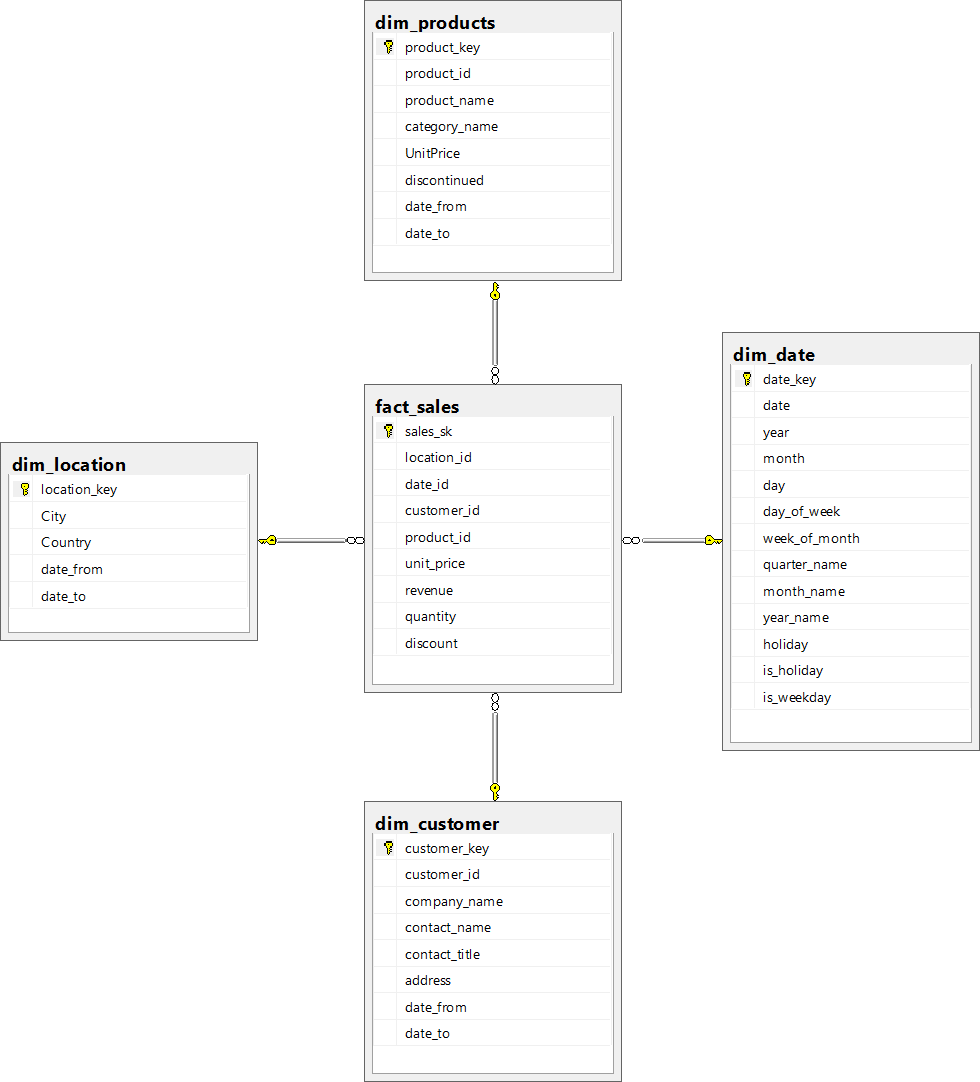 dim_products
product_key
product_id
product_name
category_name
UnitPrice
discontinued
date_from
date_to
dim_date
date_key
date
year
month
day
day_of_week
week_of_month
quarter_name
month_name
year_name
holiday
is_holiday
is_weekday
fact_sales
sales_sk
location_id
date_id
customer_id
product_id
unit_price
revenue
quantity
discount
dim_location
location_key
City
Country
date_from
date_to
dim_customer
customer_key
customer_id
company_name
contact_name
contact_title
address
date_from
date_to